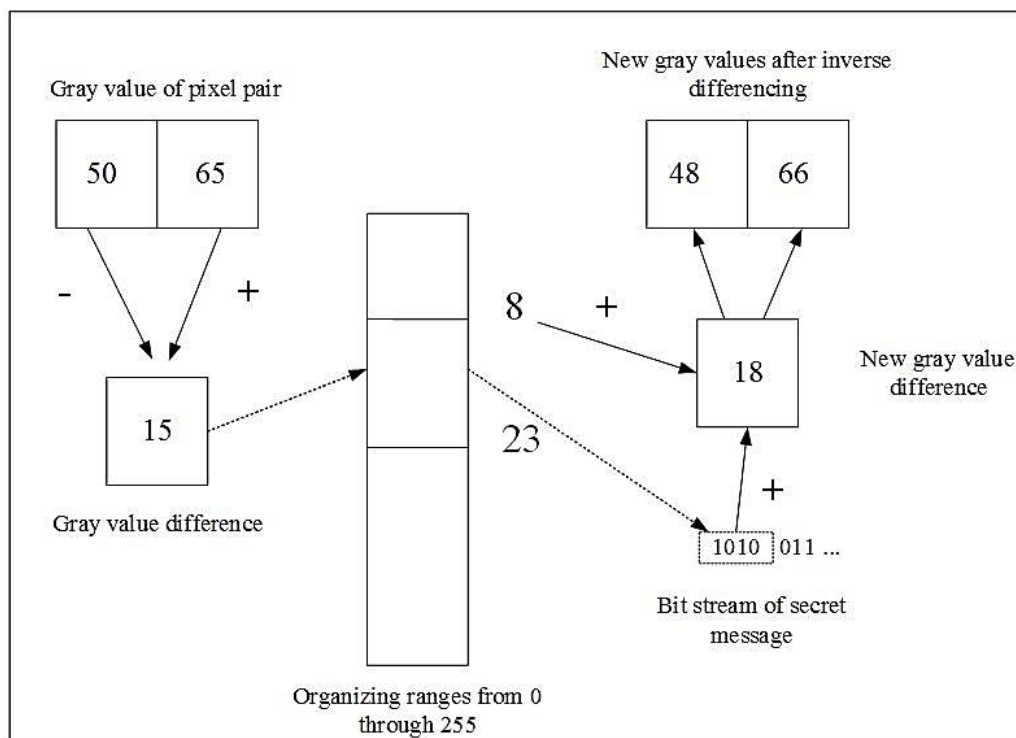 Gray value of pixel pair
50 65
-
+
15
Gray value difference
Organizing ranges from 0
through 255
8
23
+
New gray values after inverse
differencing
48 66
18
New gray value
difference
+
1010 011 ...
Bit stream of secret
message